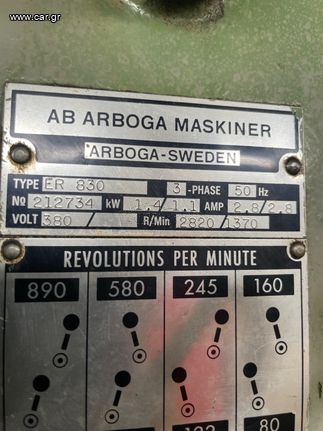 www.car.gr
AB ARBOGA MASKINER
ARBOGA-SWEDEN
TYPE ER 830 3-PHASE 50 Hz
No 212734 kW 1.4/1.1 AMP 2.8/2.8
VOLT 380/ R/Min 2820/1370
REVOLUTIONS PER MINUTE
890 580 245 160
80